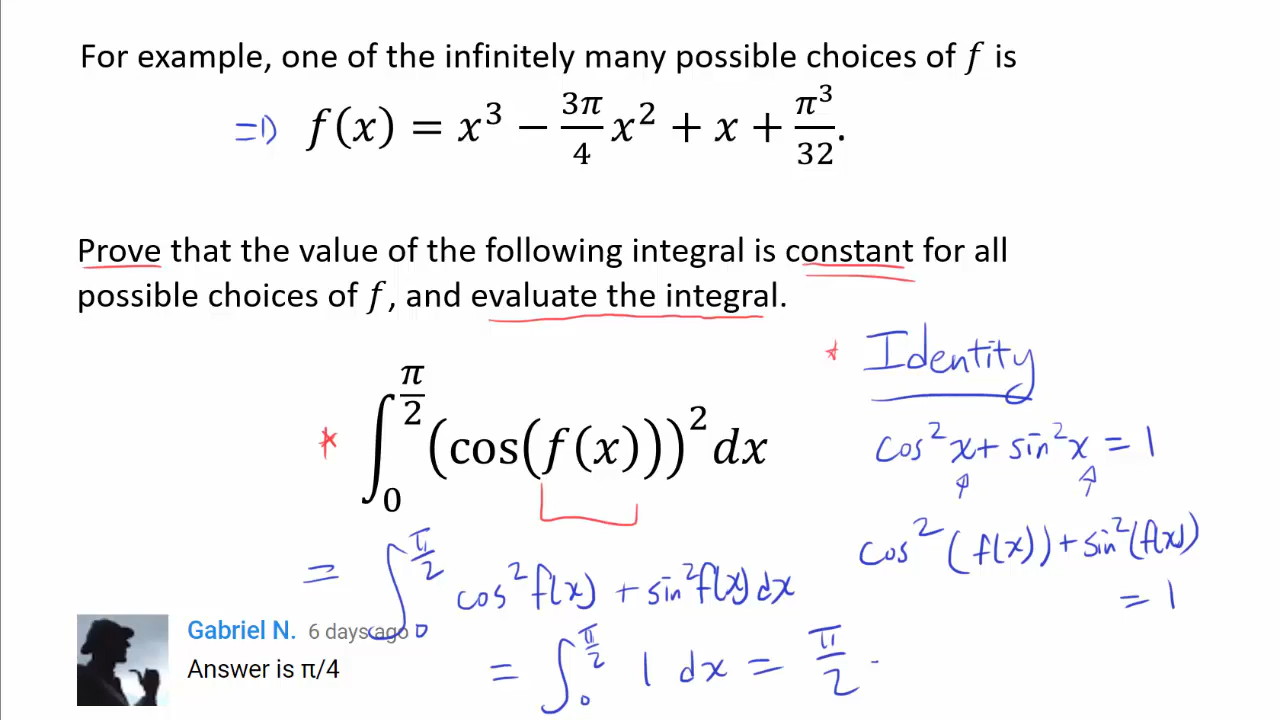 For example, one of the infinitely many possible choices of f is
=> f(x) = x³ − 3π/4 x² + x + π³/32.
Prove that the value of the following integral is constant for all
possible choices of f, and evaluate the integral.
* Identity
* ∫₀^(π/2) (cos(f(x)))² dx
cos²x + sin²x = 1
cos²(f(x)) + sin²(f(x))
= 1
= ∫₀^(π/2) cos²f(x) + sin²f(x) dx
Gabriel N. 6 days ago
Answer is π/4
= ∫₀^(π/2) 1 dx = π/2